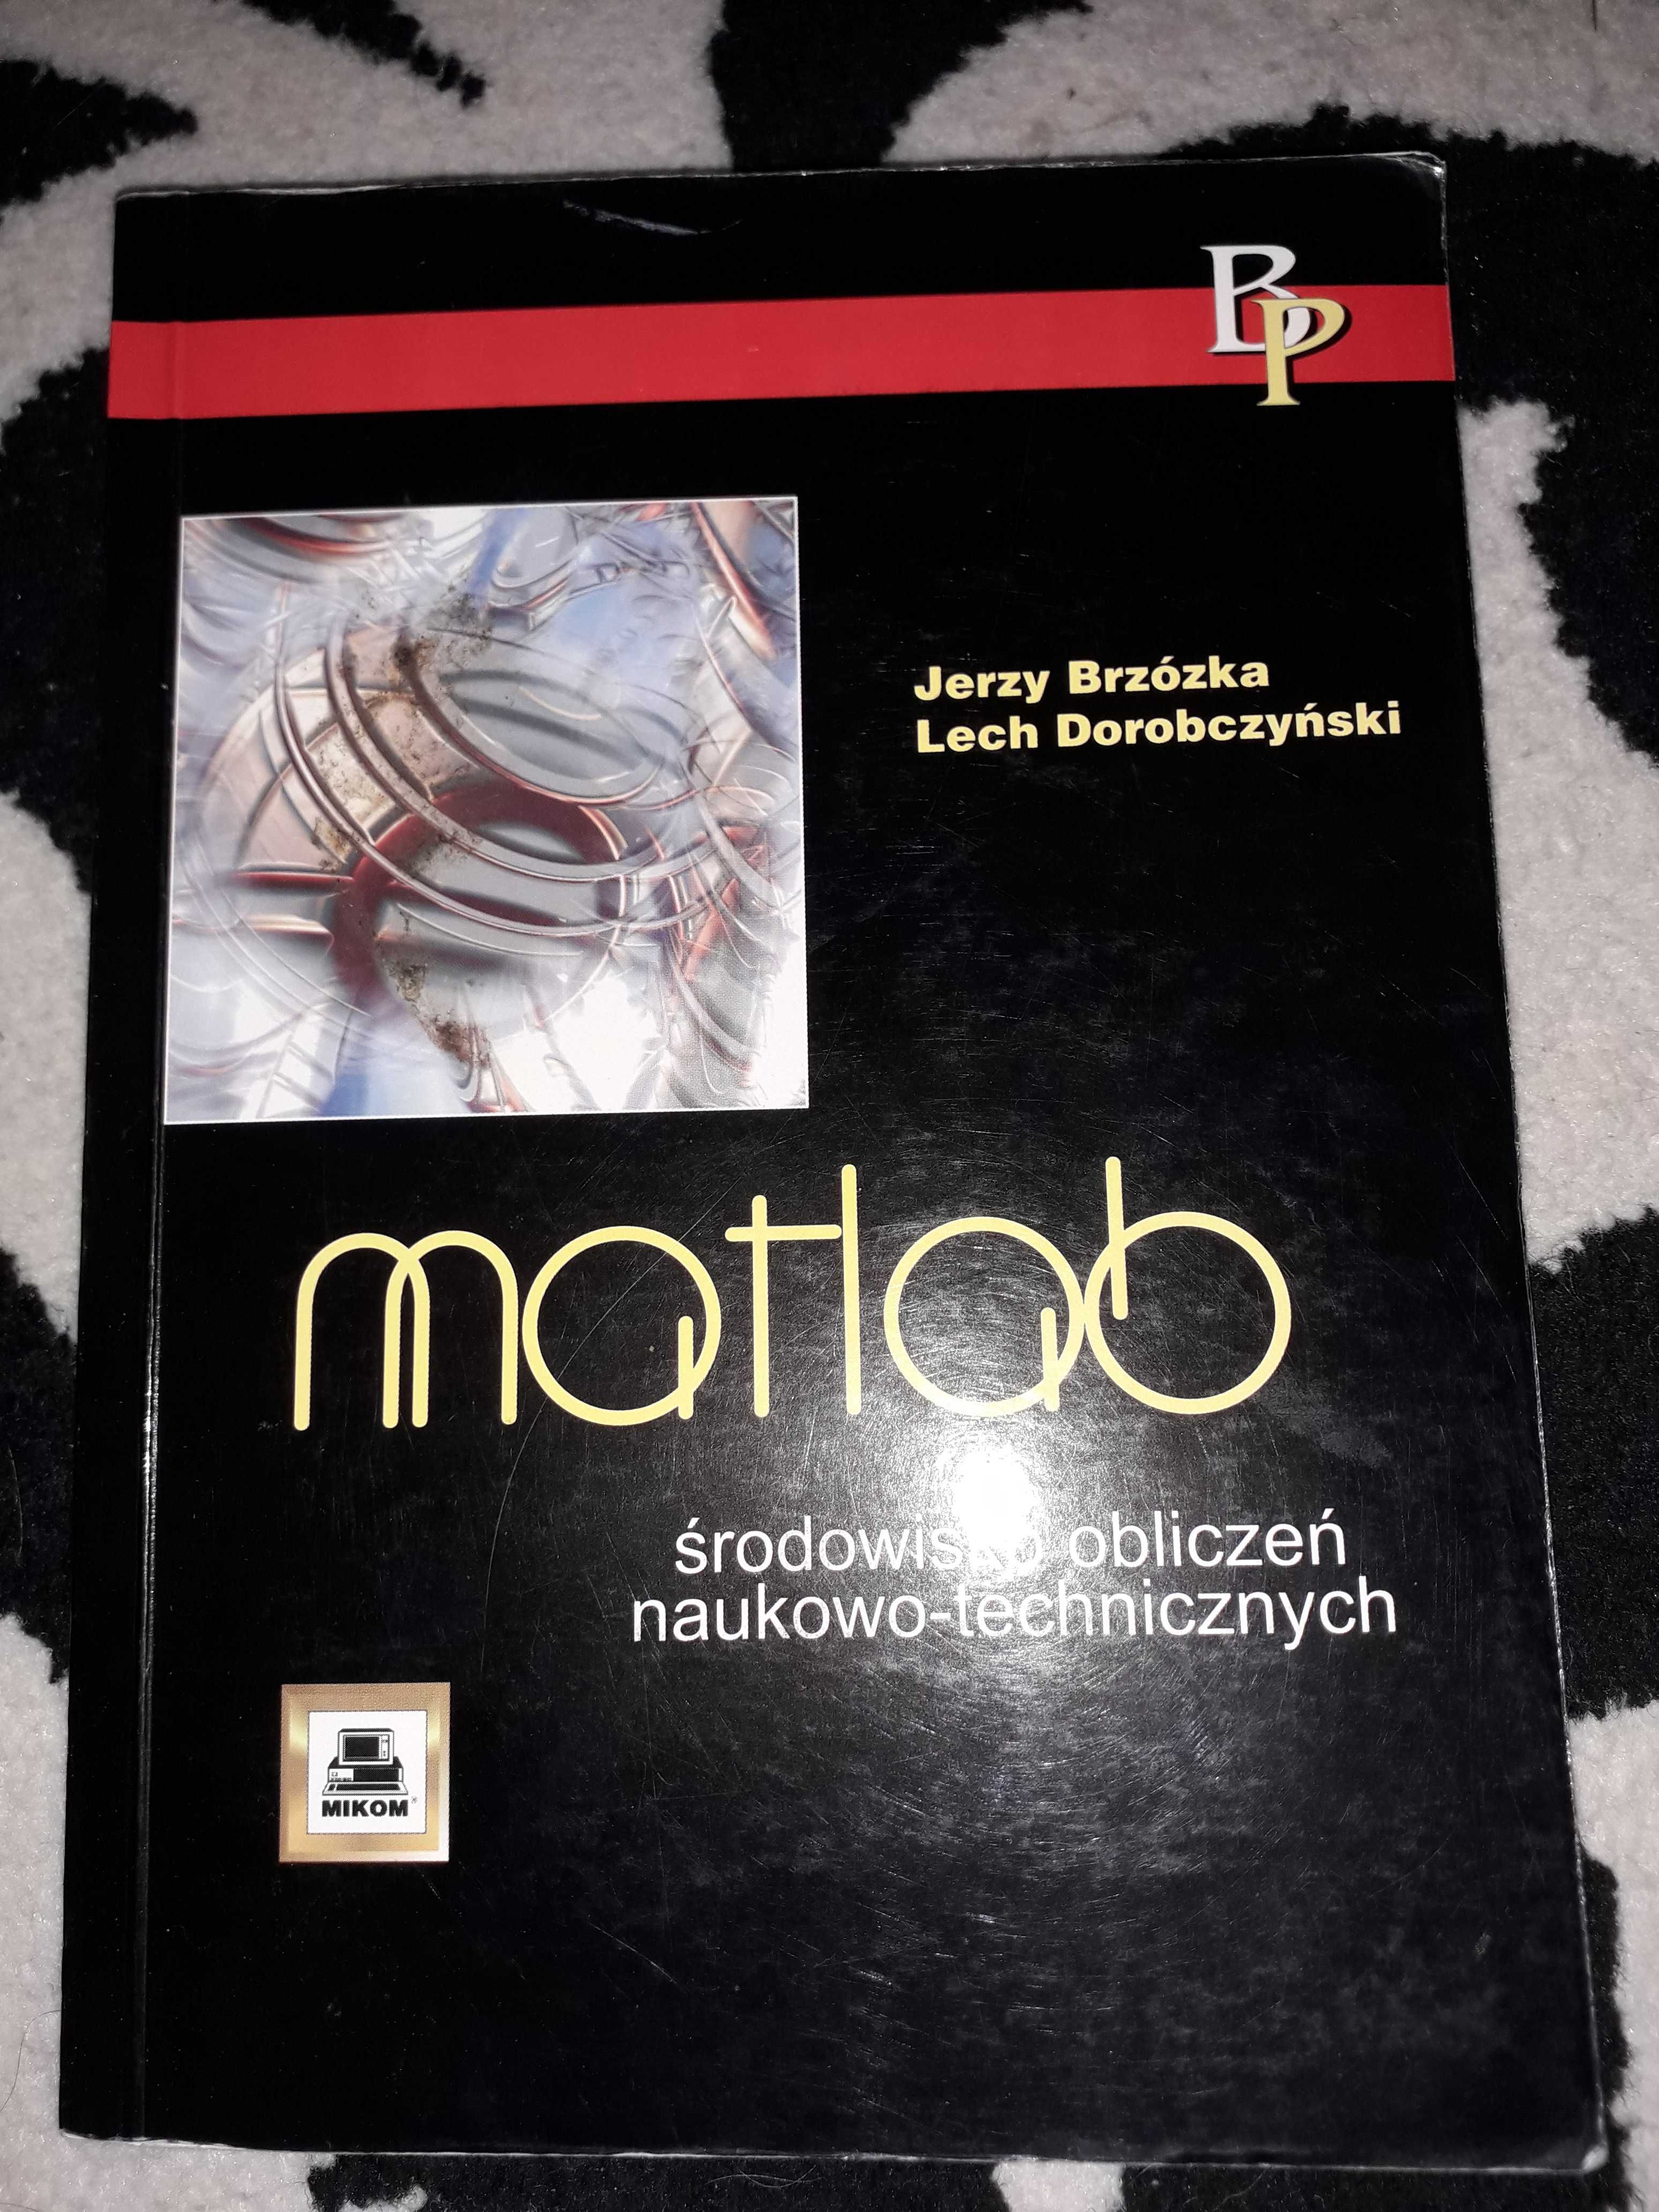 BP
Jerzy Brzózka
Lech Dorobczyński
matlab
środowisko obliczeń
naukowo-technicznych
MIKOM®